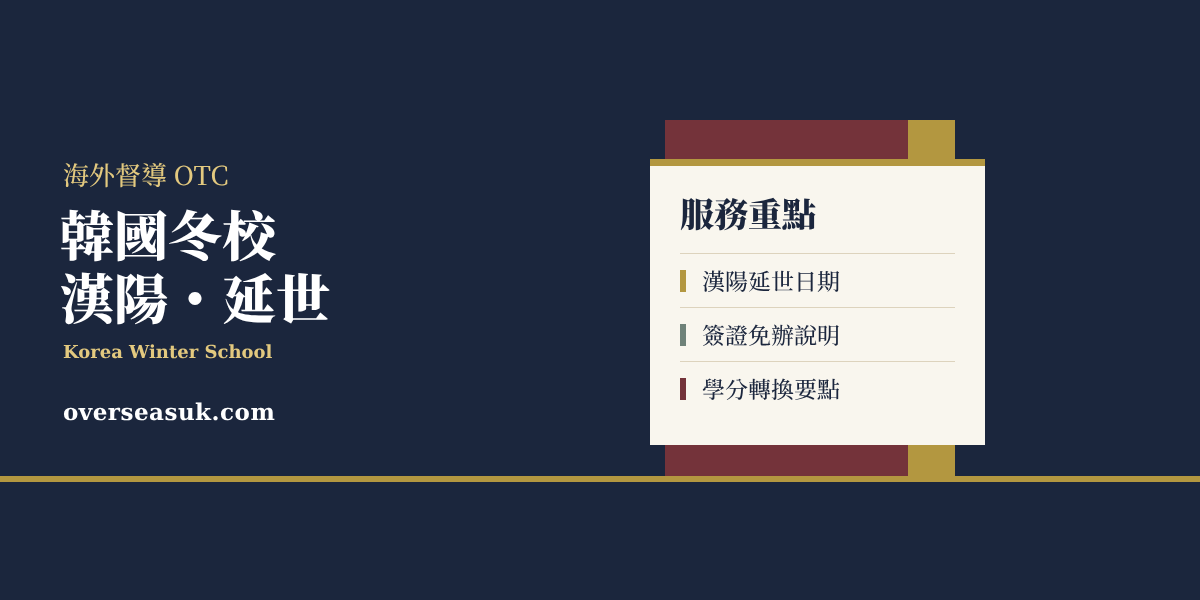 海外督導 OTC
韓國冬校
漢陽・延世
Korea Winter School
overseasuk.com
服務重點
漢陽延世日期
簽證免辦說明
學分轉換要點